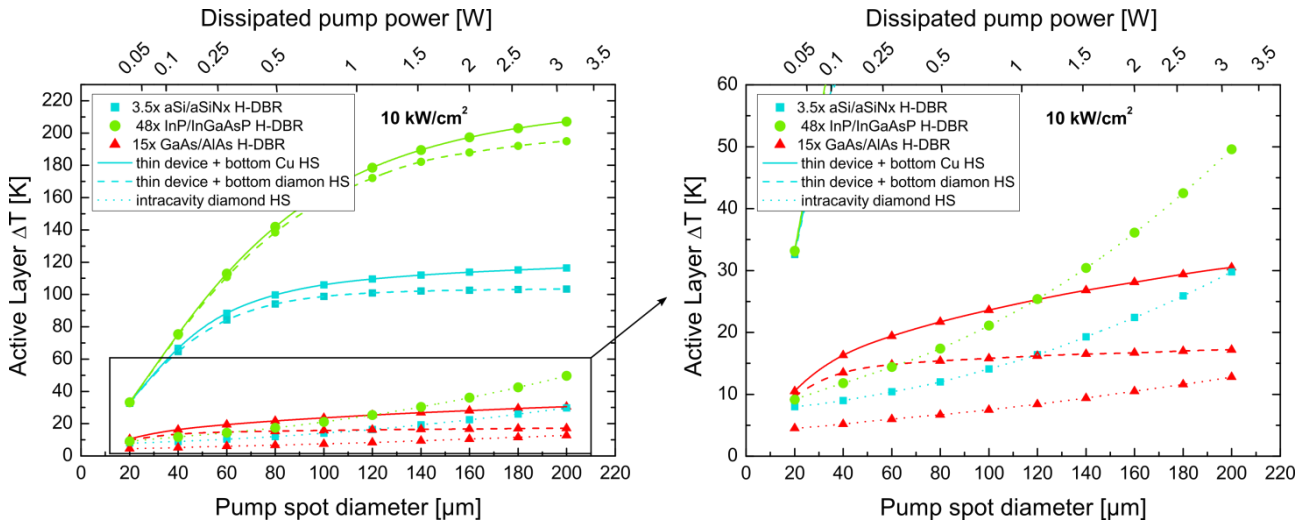 Dissipated pump power [W]
0.05 0.1 0.25 0.5 1 1.5 2 2.5 3 3.5
Active Layer ΔT [K]
220
200
180
160
140
120
100
80
60
40
20
0
3.5x aSi/aSiNx H-DBR
48x InP/InGaAsP H-DBR
15x GaAs/AlAs H-DBR
thin device + bottom Cu HS
thin device + bottom diamon HS
intracavity diamond HS
10 kW/cm²
0 20 40 60 80 100 120 140 160 180 200 220
Pump spot diameter [µm]
Dissipated pump power [W]
0.05 0.1 0.25 0.5 1 1.5 2 2.5 3 3.5
Active Layer ΔT [K]
60
50
40
30
20
10
0
3.5x aSi/aSiNx H-DBR
48x InP/InGaAsP H-DBR
15x GaAs/AlAs H-DBR
thin device + bottom Cu HS
thin device + bottom diamon HS
intracavity diamond HS
10 kW/cm²
0 20 40 60 80 100 120 140 160 180 200 220
Pump spot diameter [µm]